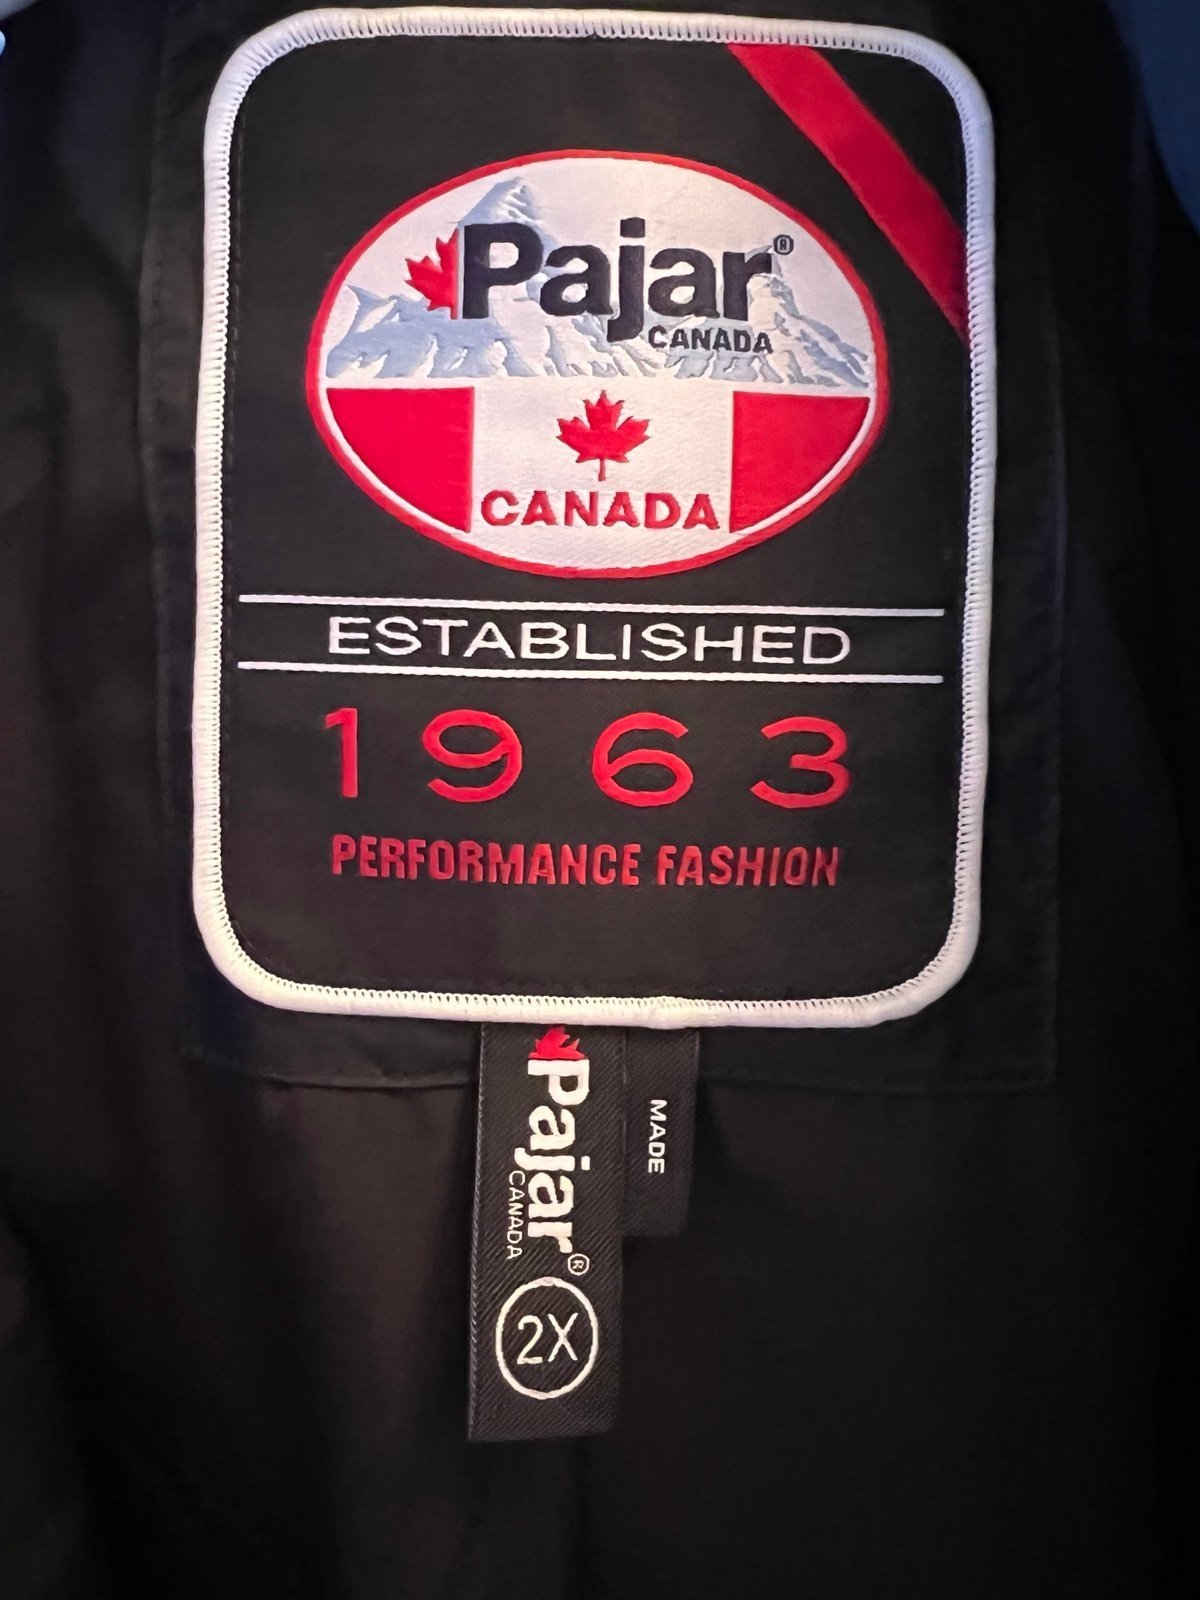 Pajar®
CANADA
CANADA
ESTABLISHED
1963
PERFORMANCE FASHION
Pajar®
CANADA
2X
MADE